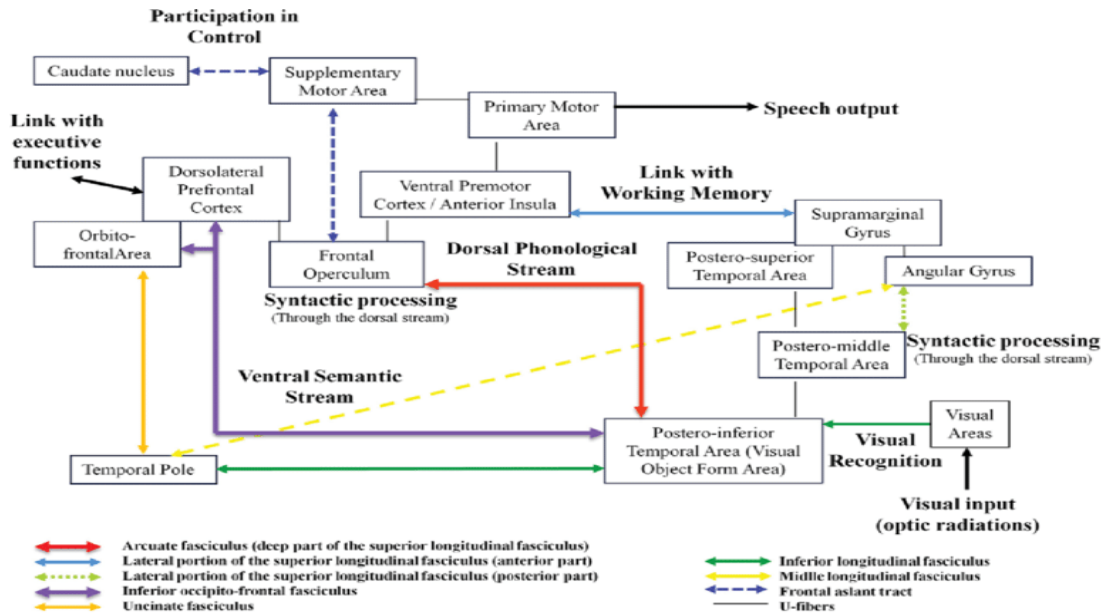 Participation in
Control
Caudate nucleus
Supplementary
Motor Area
Primary Motor
Area
Speech output
Link with
executive
functions
Dorsolateral
Prefrontal
Cortex
Ventral Premotor
Cortex / Anterior Insula
Link with
Working Memory
Supramarginal
Gyrus
Orbito-
frontalArea
Frontal
Operculum
Dorsal Phonological
Stream
Postero-superior
Temporal Area
Angular Gyrus
Syntactic processing
(Through the dorsal stream)
Postero-middle
Temporal Area
Syntactic processing
(Through the dorsal stream)
Ventral Semantic
Stream
Temporal Pole
Postero-inferior
Temporal Area (Visual
Object Form Area)
Visual
Areas
Visual
Recognition
Visual input
(optic radiations)
Arcuate fasciculus (deep part of the superior longitudinal fasciculus)
Lateral portion of the superior longitudinal fasciculus (anterior part)
Lateral portion of the superior longitudinal fasciculus (posterior part)
Inferior occipito-frontal fasciculus
Uncinate fasciculus
Inferior longitudinal fasciculus
Midlle longitudinal fasciculus
Frontal aslant tract
U-fibers